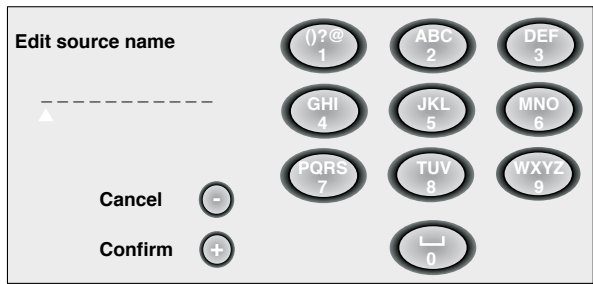 Edit source name
()?@ ABC DEF
1 2 3
------------
GHI JKL MNO
4 5 6
PQRS TUV WXYZ
7 8 9
Cancel -
Confirm +
0